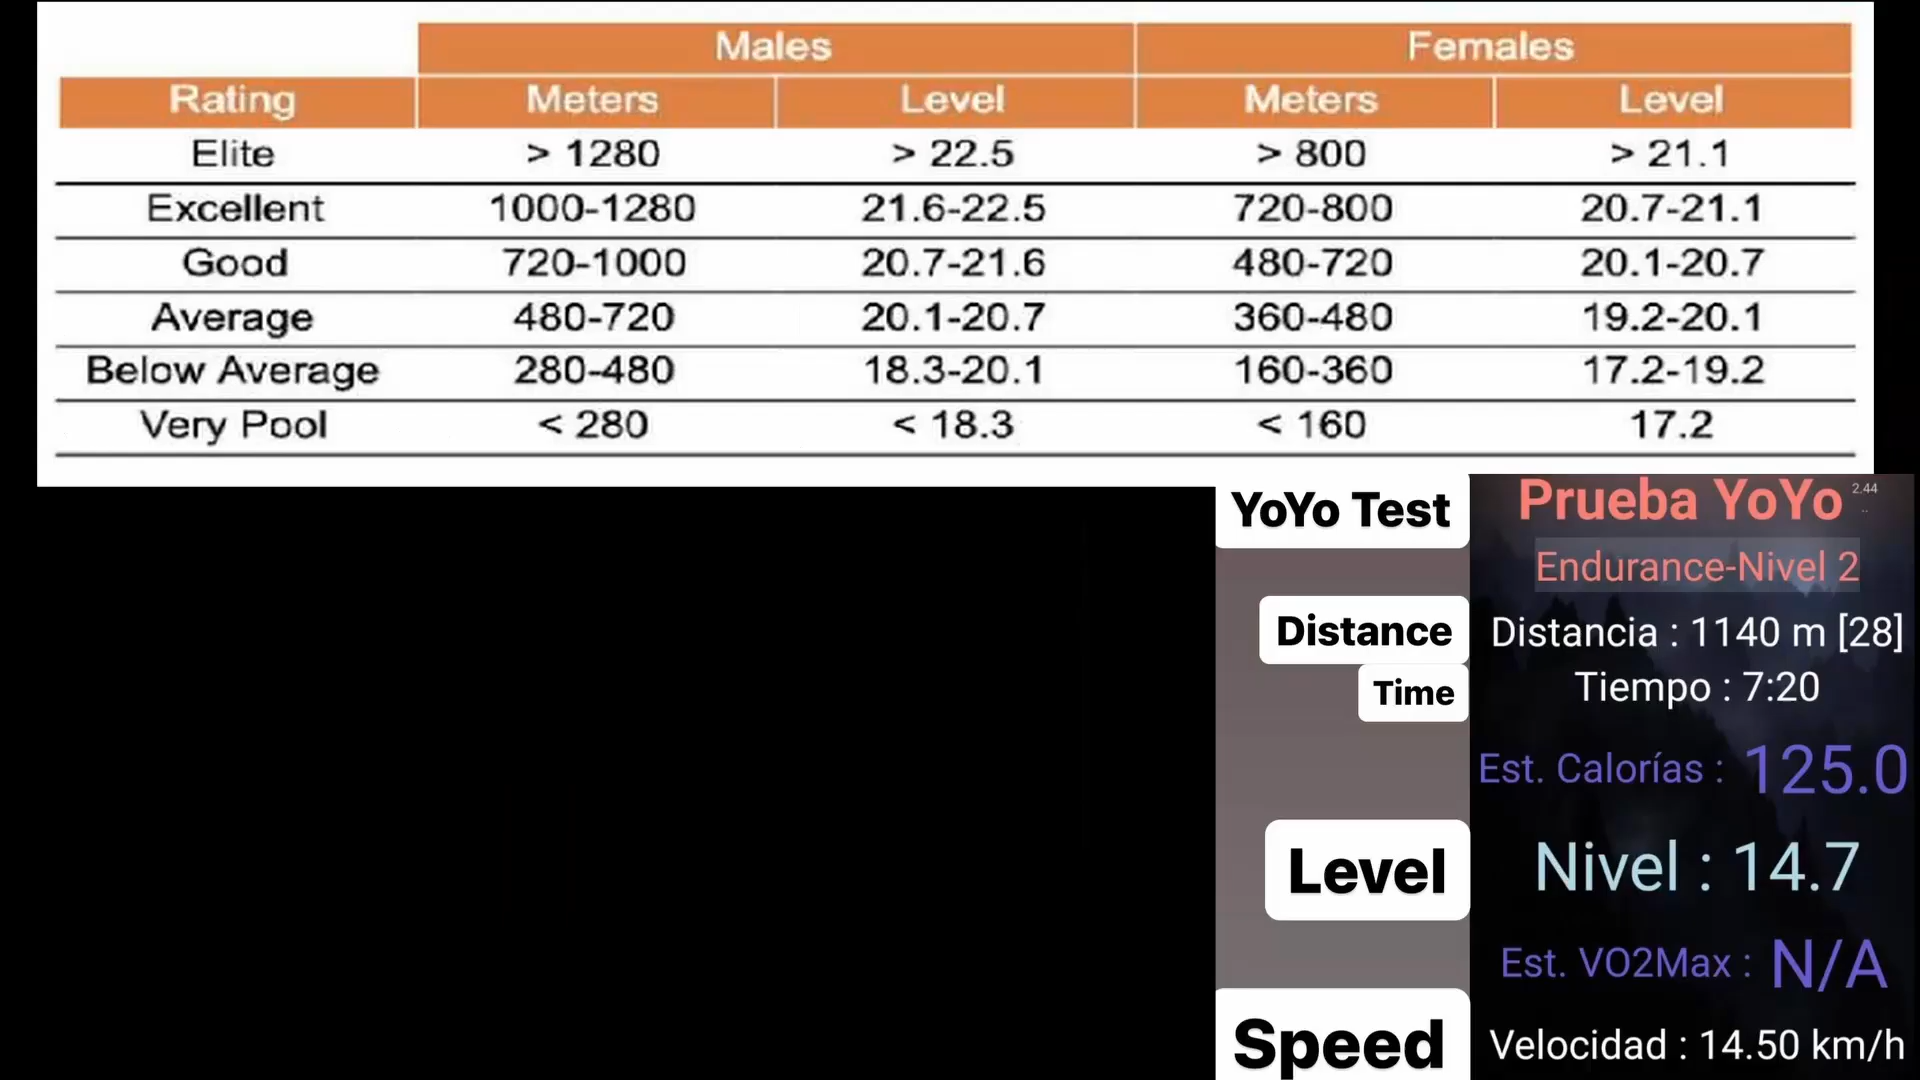 Males Females
Rating Meters Level Meters Level
Elite > 1280 > 22.5 > 800 > 21.1
Excellent 1000-1280 21.6-22.5 720-800 20.7-21.1
Good 720-1000 20.7-21.6 480-720 20.1-20.7
Average 480-720 20.1-20.7 360-480 19.2-20.1
Below Average 280-480 18.3-20.1 160-360 17.2-19.2
Very Pool < 280 < 18.3 < 160 17.2
YoYo Test Prueba YoYo 2.44
Endurance-Nivel 2
Distance Distancia : 1140 m [28]
Time Tiempo : 7:20
Est. Calorías : 125.0
Level Nivel : 14.7
Est. VO2Max : N/A
Speed Velocidad : 14.50 km/h